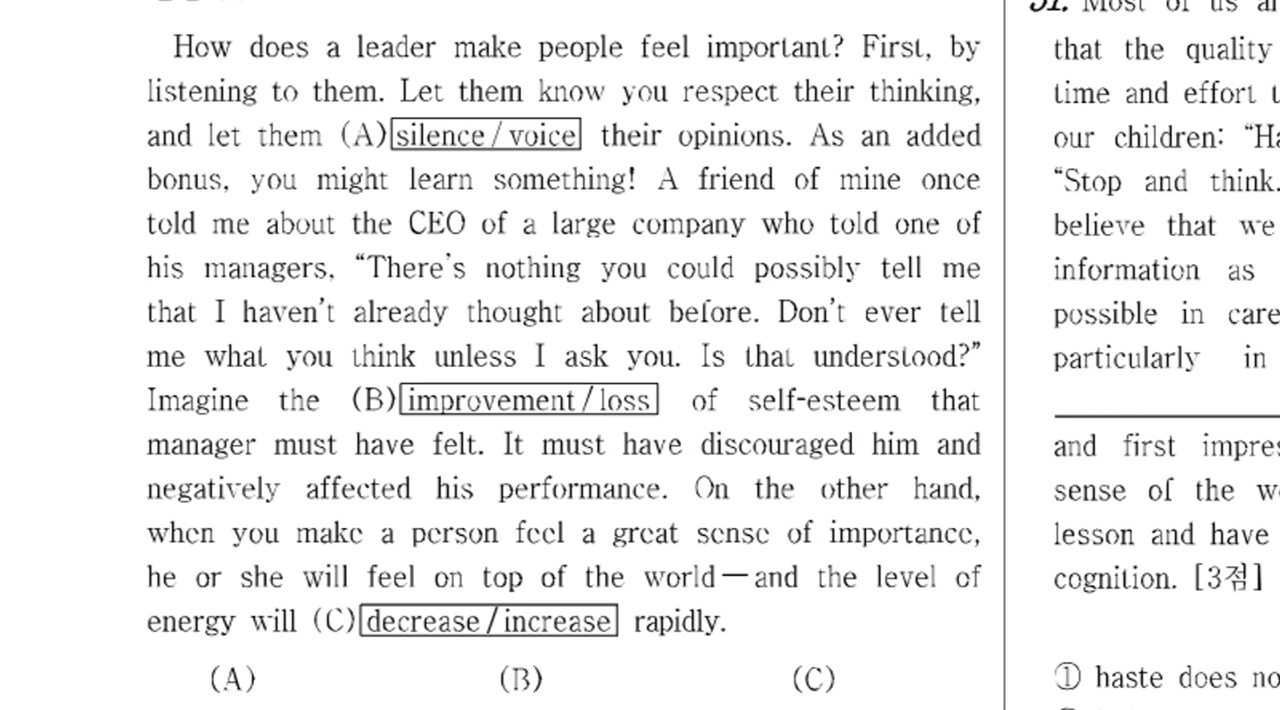 How does a leader make people feel important? First, by
listening to them. Let them know you respect their thinking,
and let them (A) silence / voice their opinions. As an added
bonus, you might learn something! A friend of mine once
told me about the CEO of a large company who told one of
his managers, “There’s nothing you could possibly tell me
that I haven’t already thought about before. Don’t ever tell
me what you think unless I ask you. Is that understood?”
Imagine the (B) improvement / loss of self-esteem that
manager must have felt. It must have discouraged him and
negatively affected his performance. On the other hand,
when you make a person feel a great sense of importance,
he or she will feel on top of the world—and the level of
energy will (C) decrease / increase rapidly.
(A) (B) (C)
Most of us
that the quality
time and effort
our children:
“Stop and think.
believe that we
information as
possible in
particularly in
and first
sense of the
lesson and have
cognition. [3점]
① haste does